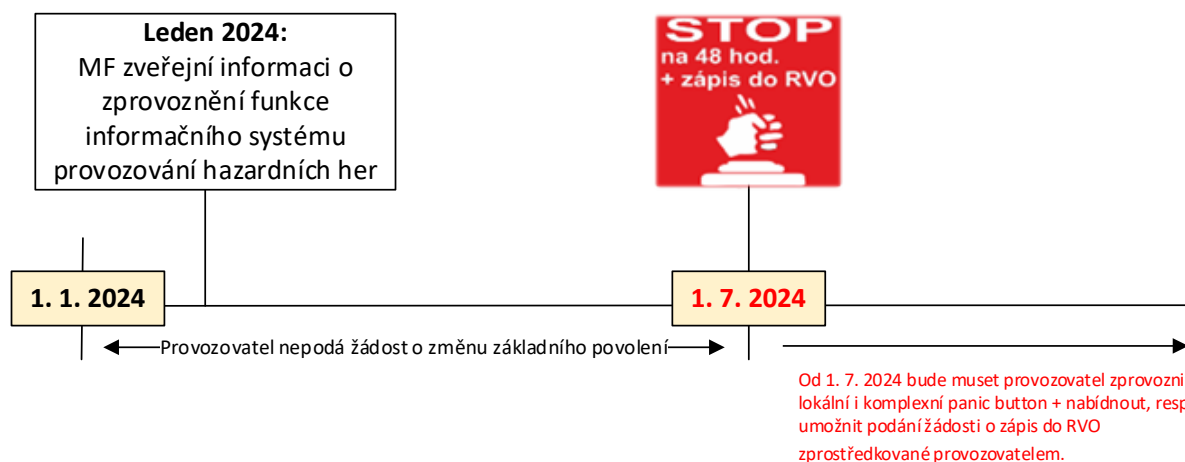 Leden 2024:
MF zveřejní informaci o
zprovoznění funkce
informačního systému
provozování hazardních her
STOP
na 48 hod.
+ zápis do RVO
1. 1. 2024
1. 7. 2024
Provozovatel nepodá žádost o změnu základního povolení
Od 1. 7. 2024 bude muset provozovatel zprovozni
lokální i komplexní panic button + nabídnout, resp
umožnit podání žádosti o zápis do RVO
zprostředkované provozovatelem.